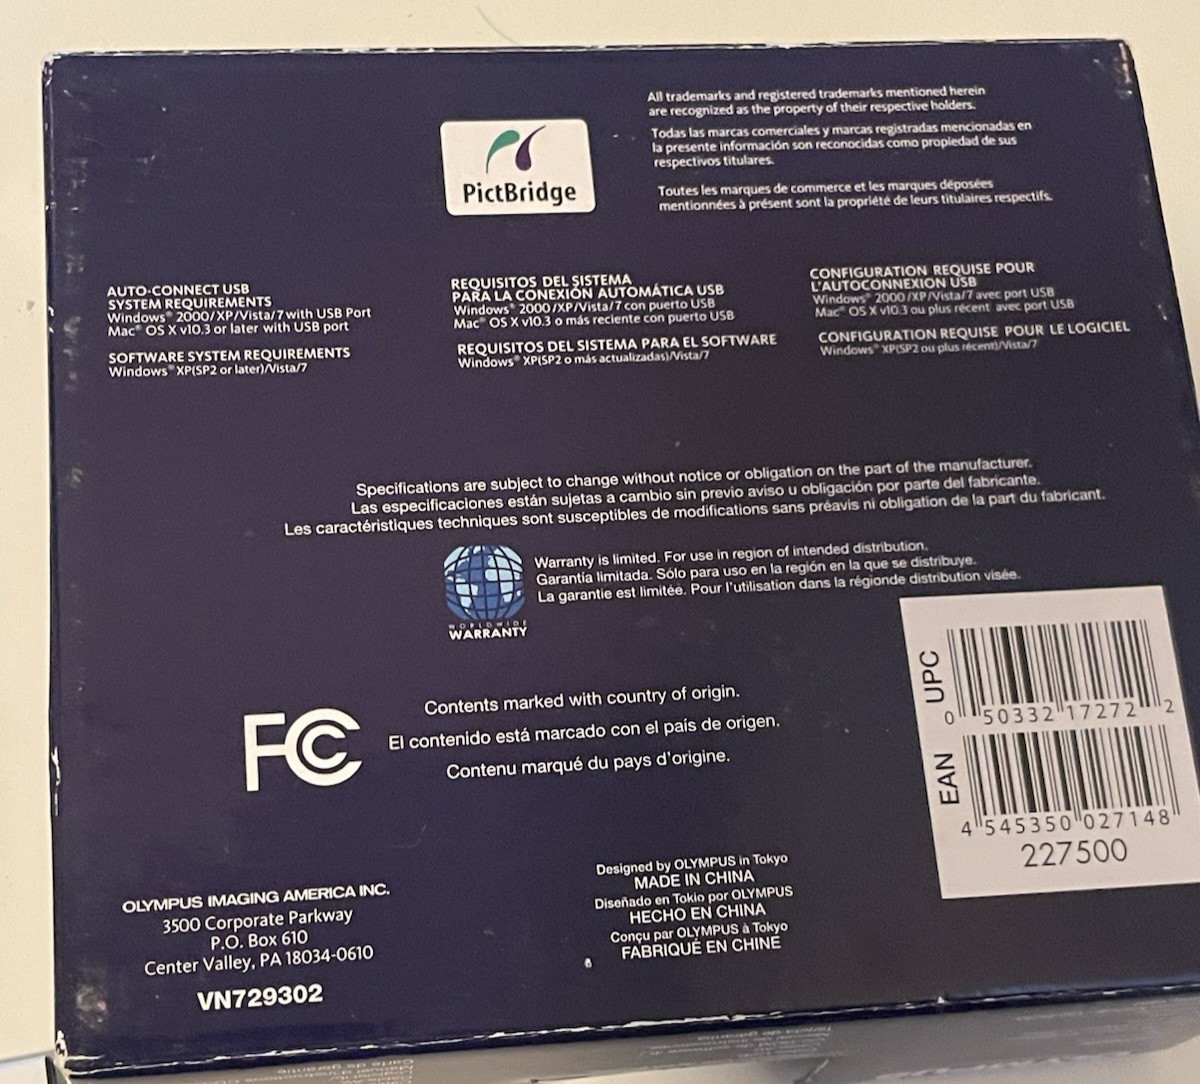 All trademarks and registered trademarks mentioned herein
are recognized as the property of their respective holders.
Todas las marcas comerciales y marcas registradas mencionadas en
la presente información son reconocidas como propiedad de sus
respectivos titulares.
Toutes les marques de commerce et les marques déposées
mentionnées à présent sont la propriété de leurs titulaires respectifs.
PictBridge
AUTO-CONNECT USB
SYSTEM REQUIREMENTS
Windows® 2000/XP/Vista/7 with USB Port
Mac® OS X v10.3 or later with USB port
SOFTWARE SYSTEM REQUIREMENTS
Windows® XP(SP2 or later)/Vista/7
REQUISITOS DEL SISTEMA
PARA LA CONEXIÓN AUTOMÁTICA USB
Windows® 2000/XP/Vista/7 con puerto USB
Mac® OS X v10.3 o más reciente con puerto USB
REQUISITOS DEL SISTEMA PARA EL SOFTWARE
Windows® XP(SP2 o más actualizadas)/Vista/7
CONFIGURATION REQUISE POUR
L'AUTOCONNEXION USB
Windows® 2000/XP/Vista/7 avec port USB
Mac® OS X v10.3 ou plus récent avec port USB
CONFIGURATION REQUISE POUR LE LOGICIEL
Windows® XP(SP2 ou plus récent)/Vista/7
Specifications are subject to change without notice or obligation on the part of the manufacturer.
Las especificaciones están sujetas a cambio sin previo aviso u obligación por parte del fabricante.
Les caractéristiques techniques sont susceptibles de modifications sans préavis ni obligation de la part du fabricant.
Warranty is limited. For use in region of intended distribution.
Garantía limitada. Sólo para uso en la región en la que se distribuye.
La garantie est limitée. Pour l'utilisation dans la régionde distribution visée.
WORLDWIDE
WARRANTY
FC
Contents marked with country of origin.
El contenido está marcado con el país de origen.
Contenu marqué du pays d'origine.
UPC
0 50332 17272 2
EAN
4 545350 027148
227500
OLYMPUS IMAGING AMERICA INC.
3500 Corporate Parkway
P.O. Box 610
Center Valley, PA 18034-0610
VN729302
Designed by OLYMPUS in Tokyo
MADE IN CHINA
Diseñado en Tokio por OLYMPUS
HECHO EN CHINA
Conçu par OLYMPUS à Tokyo
FABRIQUÉ EN CHINE